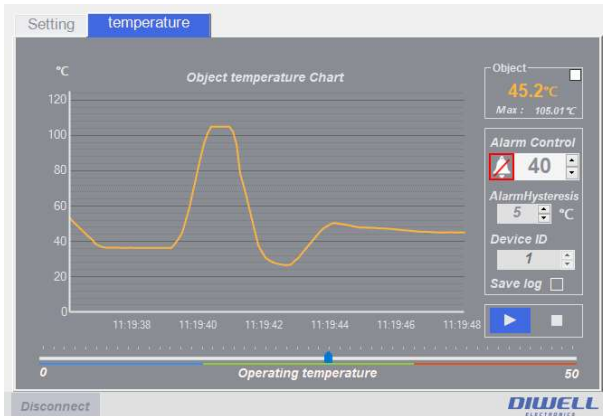 Setting temperature
°C
Object temperature Chart
120
100
80
60
40
20
0
11:19:38 11:19:40 11:19:42 11:19:44 11:19:46 11:19:48
Object
45.2°C
Max : 105.01℃
Alarm Control
40
AlarmHysteresis
5 °C
Device ID
1
Save log
0 Operating temperature 50
Disconnect
DIWELL
ELECTRONICS